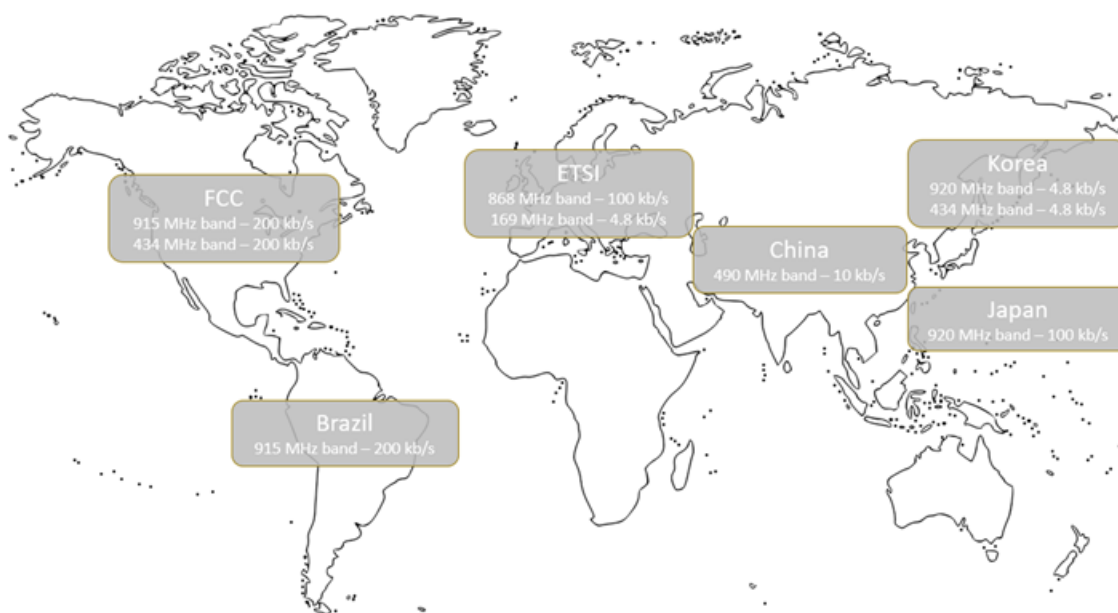 FCC
915 MHz band – 200 kb/s
434 MHz band – 200 kb/s
ETSI
868 MHz band – 100 kb/s
169 MHz band – 4.8 kb/s
Korea
920 MHz band – 4.8 kb/s
434 MHz band – 4.8 kb/s
China
490 MHz band – 10 kb/s
Japan
920 MHz band – 100 kb/s
Brazil
915 MHz band – 200 kb/s